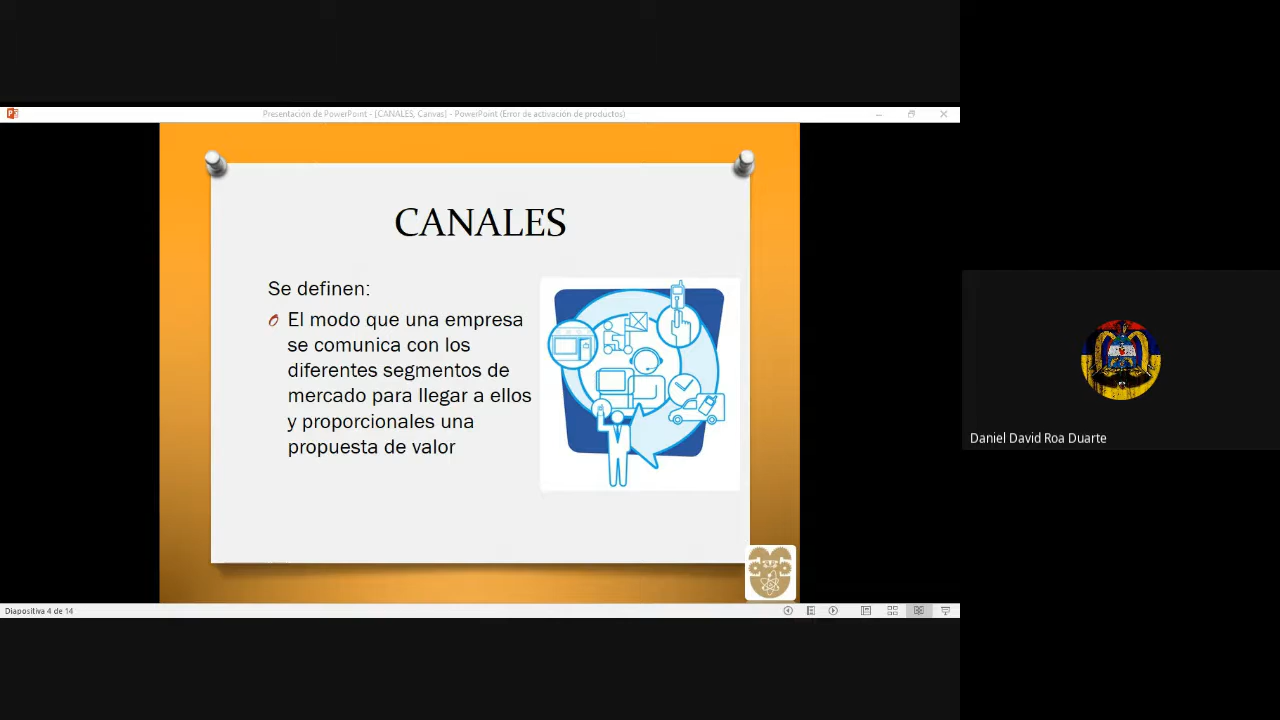 Presentación de PowerPoint - [CANALES, Canvas] - PowerPoint (Error de activación de productos)
CANALES
Se definen:
El modo que una empresa
se comunica con los
diferentes segmentos de
mercado para llegar a ellos
y proporcionales una
propuesta de valor
Daniel David Roa Duarte
Diapositiva 4 de 14